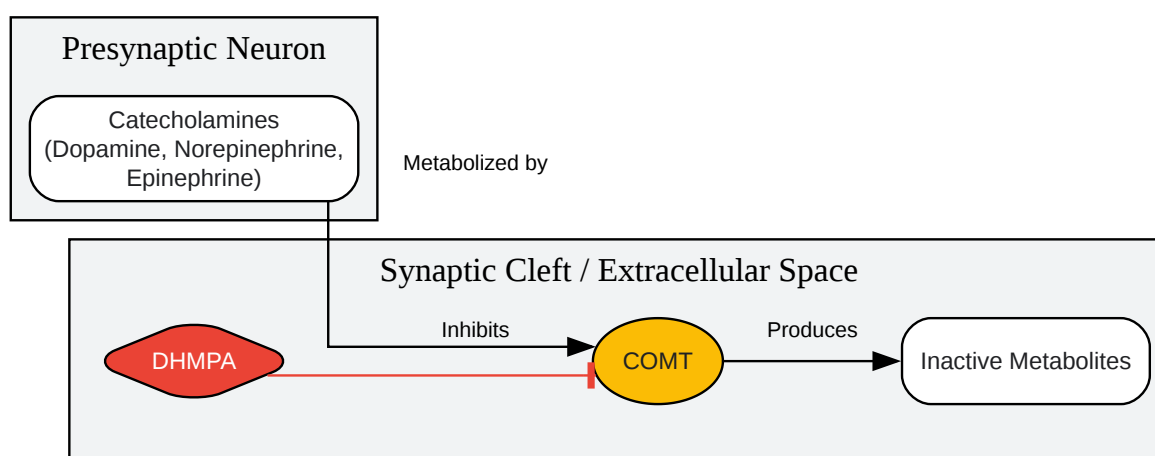 Presynaptic Neuron
Catecholamines
(Dopamine, Norepinephrine,
Epinephrine)
Metabolized by
Synaptic Cleft / Extracellular Space
Inhibits
Produces
DHMPA
COMT
Inactive Metabolites